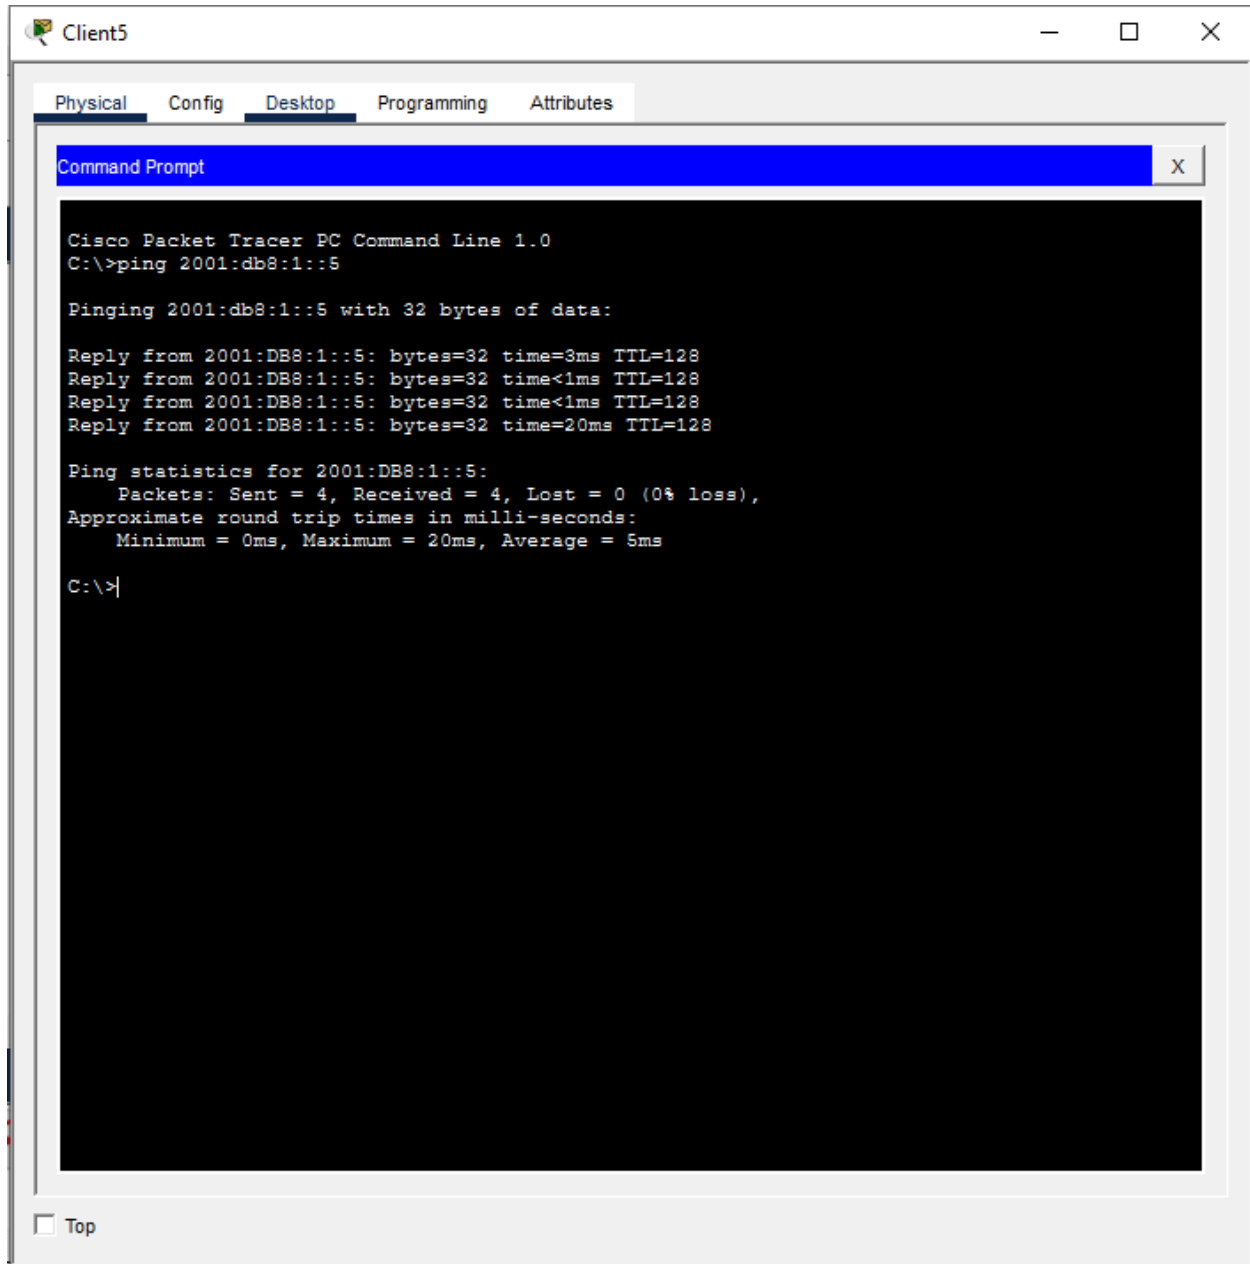 Client5
Physical Config Desktop Programming Attributes
Command Prompt X
Cisco Packet Tracer PC Command Line 1.0
C:\>ping 2001:db8:1::5
Pinging 2001:db8:1::5 with 32 bytes of data:
Reply from 2001:DB8:1::5: bytes=32 time=3ms TTL=128
Reply from 2001:DB8:1::5: bytes=32 time<1ms TTL=128
Reply from 2001:DB8:1::5: bytes=32 time<1ms TTL=128
Reply from 2001:DB8:1::5: bytes=32 time=20ms TTL=128
Ping statistics for 2001:DB8:1::5:
Packets: Sent = 4, Received = 4, Lost = 0 (0% loss),
Approximate round trip times in milli-seconds:
Minimum = 0ms, Maximum = 20ms, Average = 5ms
C:\>
Top